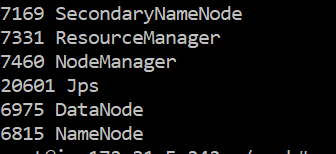 7169 SecondaryNameNode
7331 ResourceManager
7460 NodeManager
20601 Jps
6975 DataNode
6815 NameNode